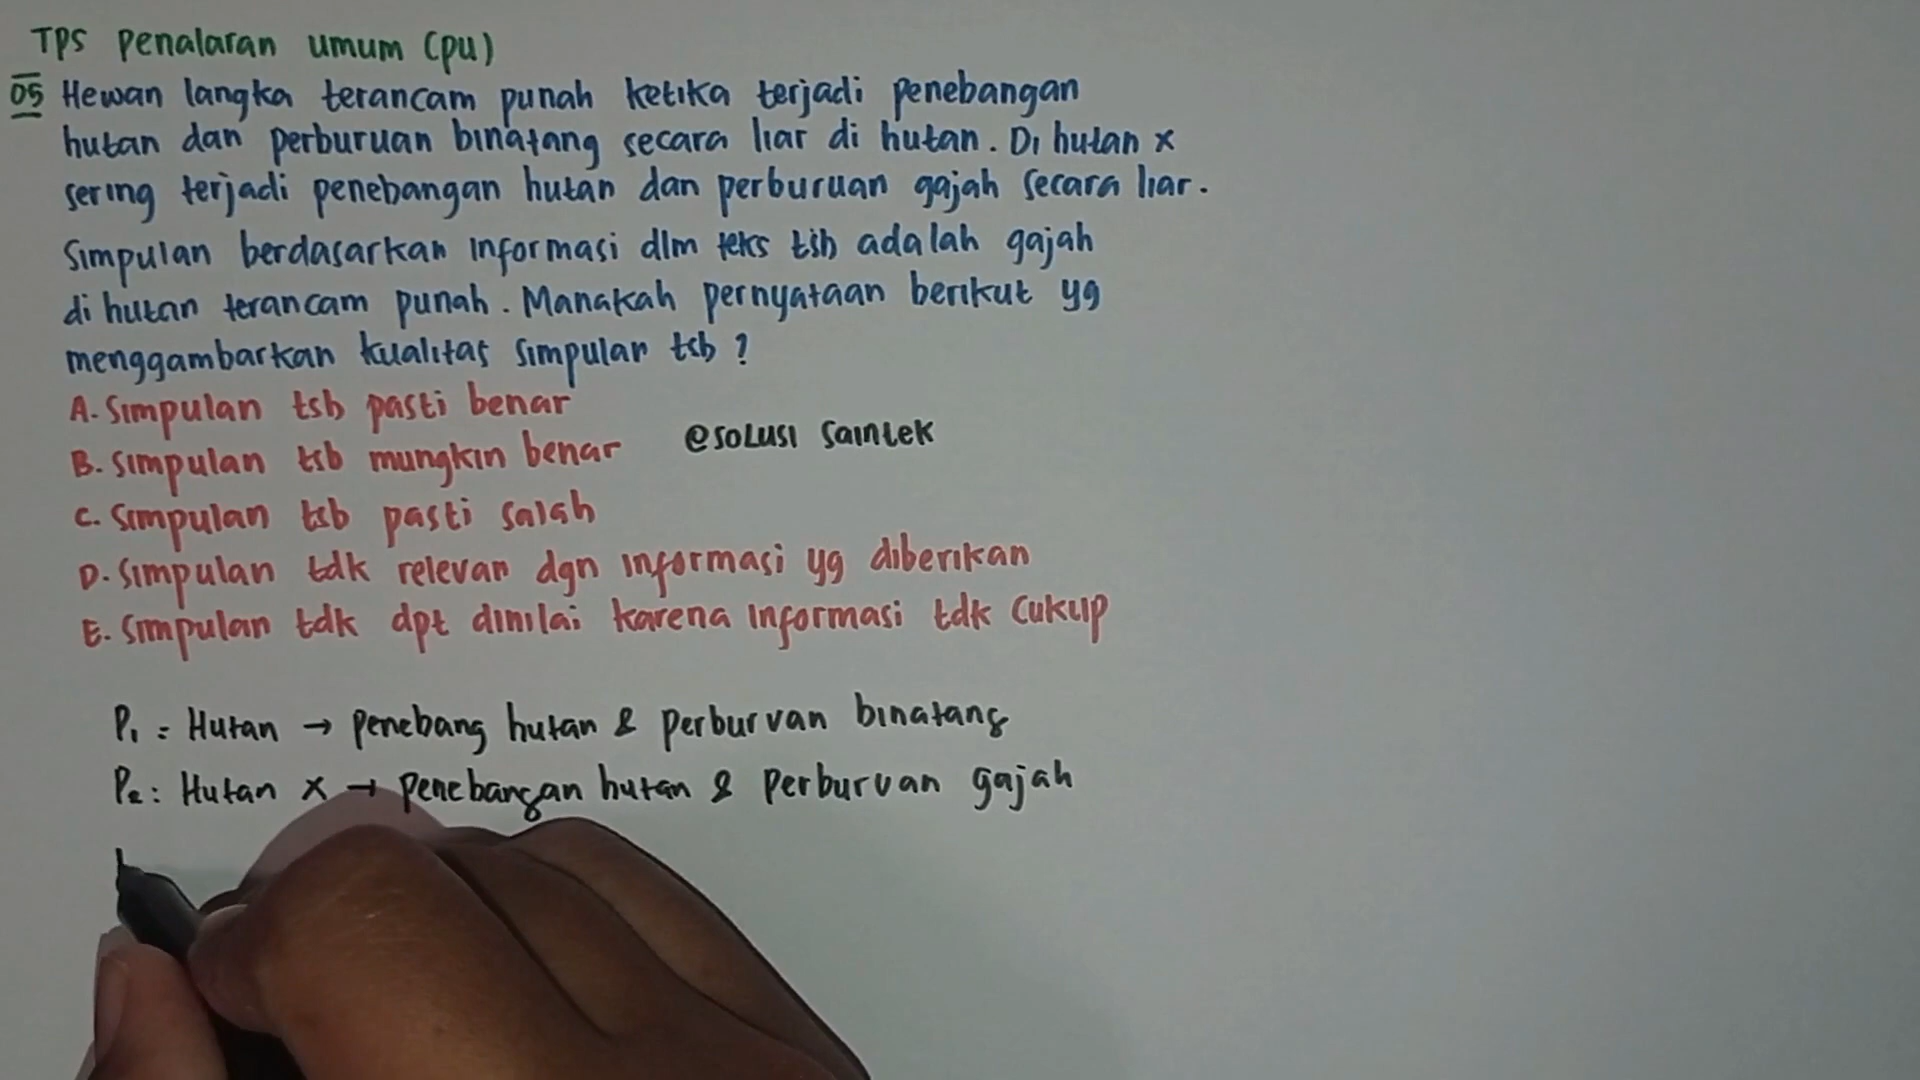 TPS Penalaran umum (pu)
05 Hewan langka terancam punah ketika terjadi penebangan
hutan dan perburuan binatang secara liar di hutan. Di hutan x
sering terjadi penebangan hutan dan perburuan gajah secara liar.
Simpulan berdasarkan informasi dlm teks tsb adalah gajah
di hutan terancam punah. Manakah pernyataan berikut yg
menggambarkan kualitas simpulan tsb ?
A. Simpulan tsb pasti benar
B. Simpulan tsb mungkin benar
@solusi saintek
C. Simpulan tsb pasti salah
D. Simpulan tdk relevan dgn informasi yg diberikan
E. Simpulan tdk dpt dinilai karena informasi tdk cukup
P1 = Hutan → penebang hutan & perburuan binatang
P2 : Hutan x → penebangan hutan & perburuan gajah